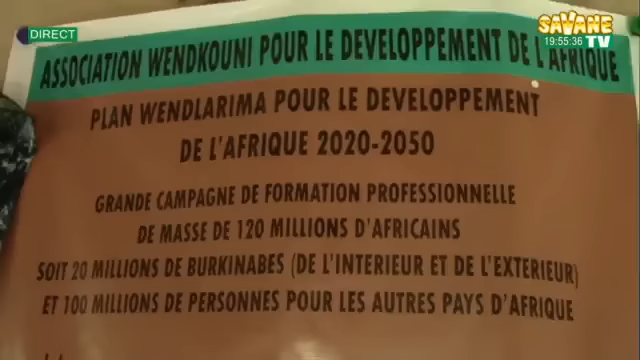 DIRECT
SAVANE
19:55:36 TV
ASSOCIATION WENDKOUNI POUR LE DEVELOPPEMENT DE L'AFRIQUE
PLAN WENDLARIMA POUR LE DEVELOPPEMENT
DE L'AFRIQUE 2020-2050
GRANDE CAMPAGNE DE FORMATION PROFESSIONNELLE
DE MASSE DE 120 MILLIONS D'AFRICAINS
SOIT 20 MILLIONS DE BURKINABES (DE L'INTERIEUR ET DE L'EXTERIEUR)
ET 100 MILLIONS DE PERSONNES POUR LES AUTRES PAYS D'AFRIQUE